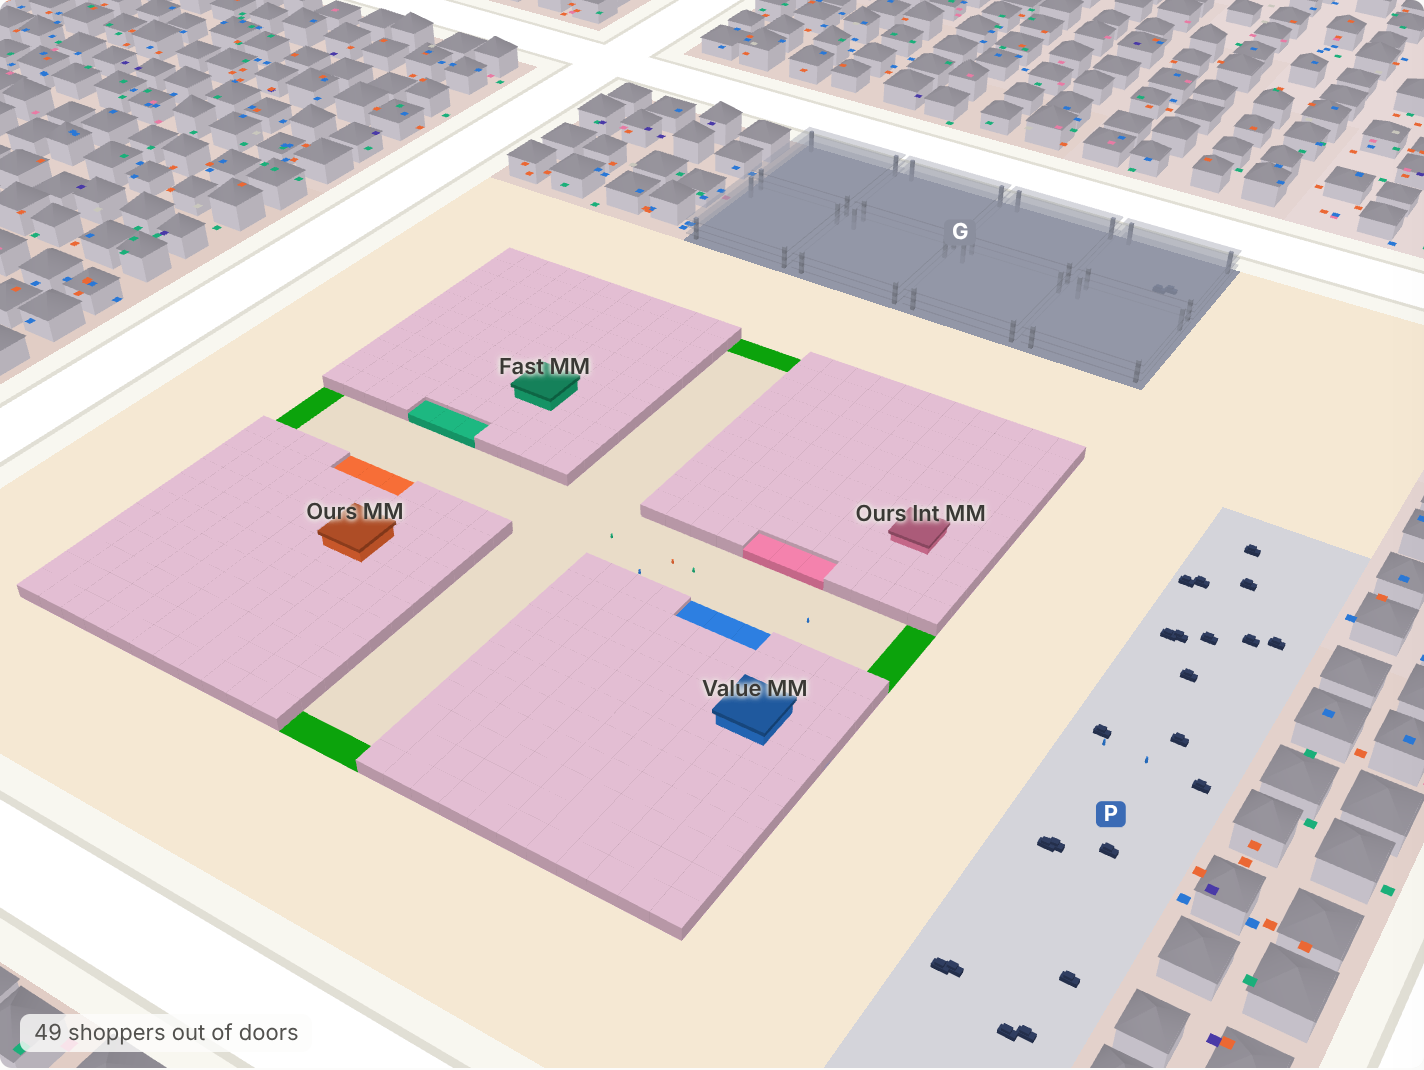 G
Fast MM
Ours MM
Ours Int MM
Value MM
P
49 shoppers out of doors